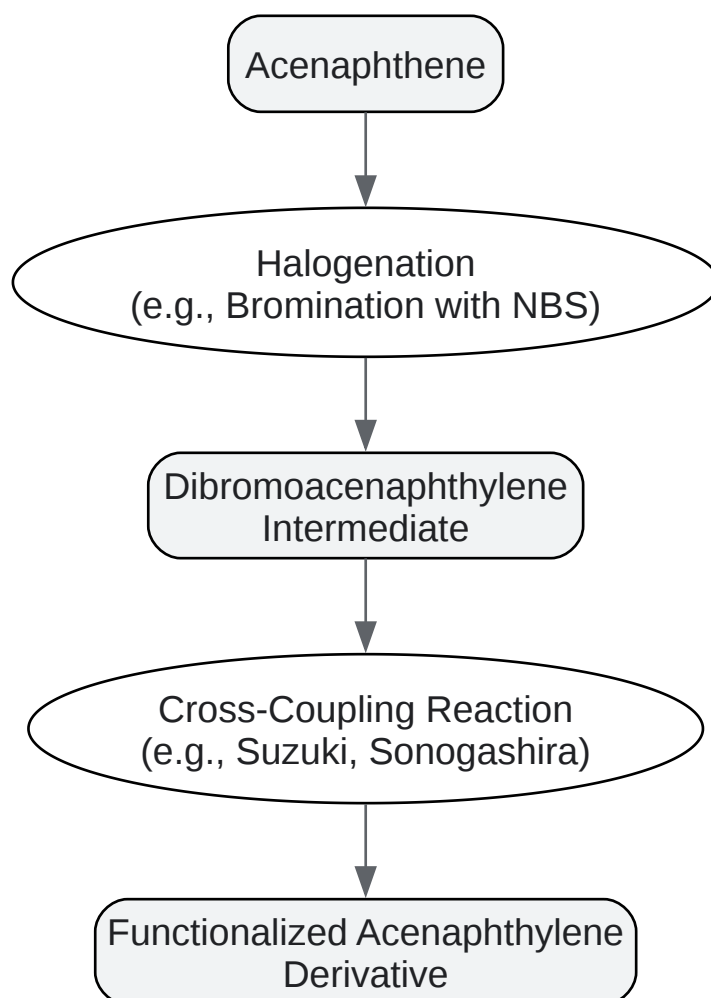 Acenaphthene
Halogenation
(e.g., Bromination with NBS)
Dibromoacenaphthylene
Intermediate
Cross-Coupling Reaction
(e.g., Suzuki, Sonogashira)
Functionalized Acenaphthylene
Derivative